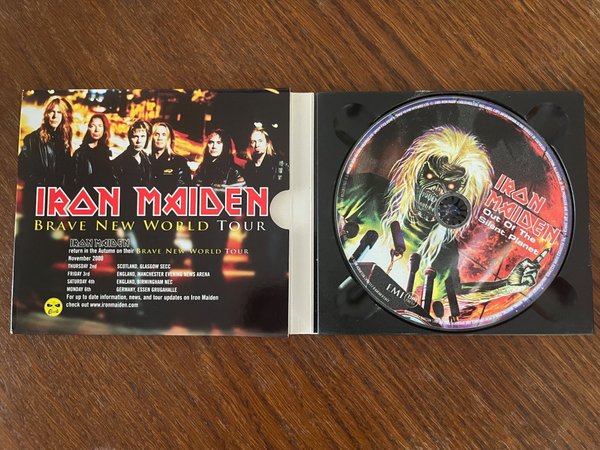 IRON MAIDEN
BRAVE NEW WORLD TOUR
IRON MAIDEN
return in the Autumn on their BRAVE NEW WORLD TOUR
November 2000
THURSDAY 2nd SCOTLAND, GLASGOW SECC
FRIDAY 3rd ENGLAND, MANCHESTER EVENING NEWS ARENA
SATURDAY 4th ENGLAND, BIRMINGHAM NEC
MONDAY 6th GERMANY, ESSEN GRUGAHALLE
For up to date information, news, and tour updates on Iron Maiden
check out www.ironmaiden.com
IRON
MAIDEN
Out Of The
Silent Planet
EMI